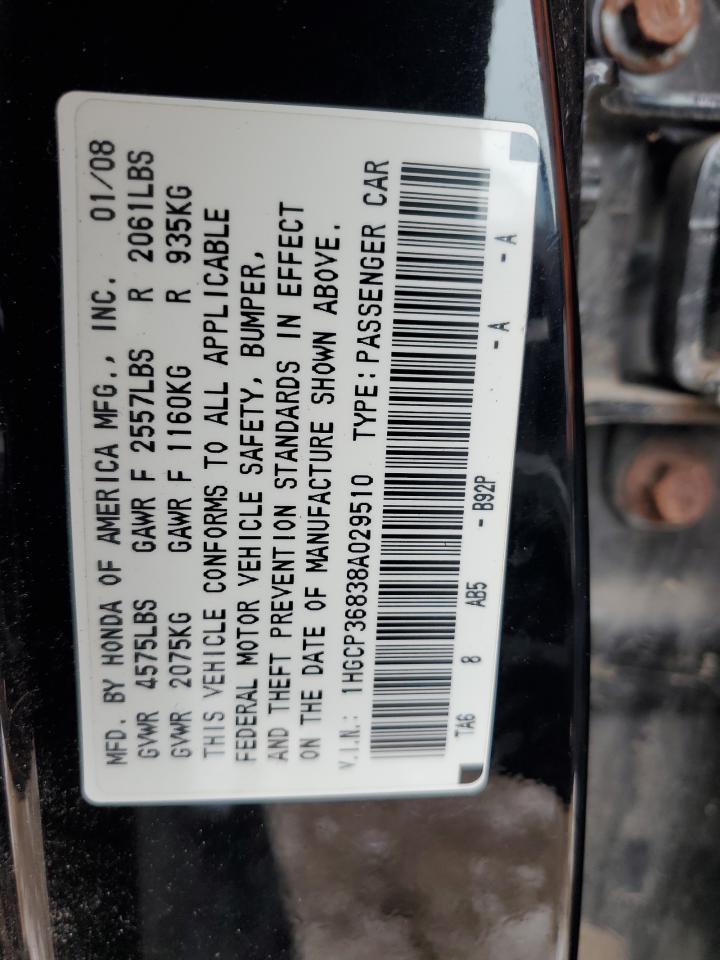 MFD. BY HONDA OF AMERICA MFG., INC. 01/08
GVWR 4575LBS GAWR F 2557LBS R 2061LBS
GVWR 2075KG GAWR F 1160KG R 935KG
THIS VEHICLE CONFORMS TO ALL APPLICABLE
FEDERAL MOTOR VEHICLE SAFETY, BUMPER,
AND THEFT PREVENTION STANDARDS IN EFFECT
ON THE DATE OF MANUFACTURE SHOWN ABOVE.
V.I.N.: 1HGCP36838A029510 TYPE: PASSENGER CAR
TA6 8 AB5 - B92P - A - A